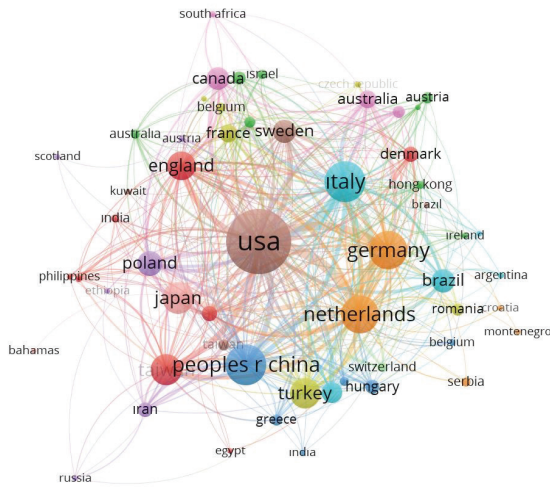 south africa
canada
israel
czech republic
belgium
australia
austria
australia
austria
france
sweden
denmark
england
scotland
italy
hong kong
kuwait
brazil
india
usa
germany
ireland
poland
philippines
ethiopia
brazil
argentina
japan
netherlands
romania
croatia
montenegro
taiwan
belgium
bahamas
taiwan
peoples r china
switzerland
turkey
hungary
serbia
iran
greece
egypt
india
russia